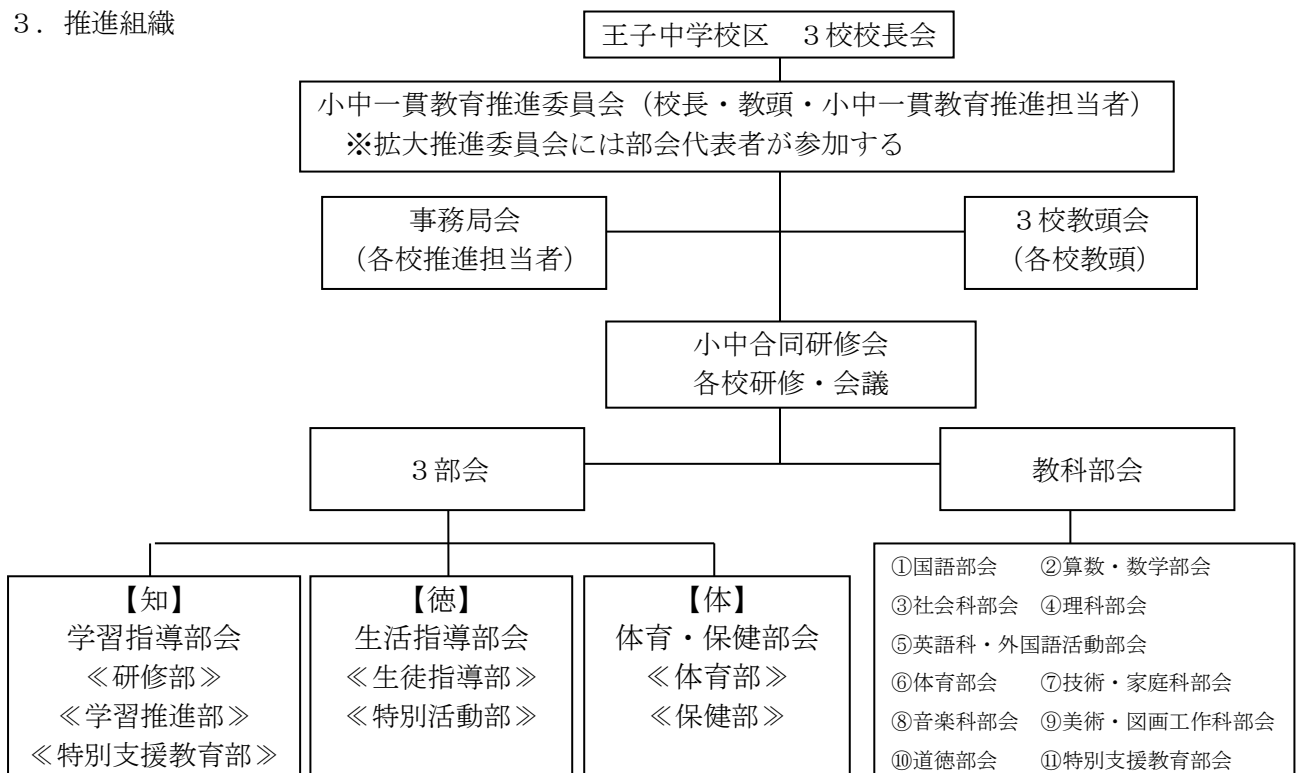 ３．推進組織
王子中学校区　３校校長会
小中一貫教育推進委員会（校長・教頭・小中一貫教育推進担当者）
※拡大推進委員会には部会代表者が参加する
事務局会
（各校推進担当者）
３校教頭会
（各校教頭）
小中合同研修会
各校研修・会議
３部会
教科部会
【知】
学習指導部会
≪研修部≫
≪学習推進部≫
≪特別支援教育部≫
【徳】
生活指導部会
≪生徒指導部≫
≪特別活動部≫
【体】
体育・保健部会
≪体育部≫
≪保健部≫
①国語部会　②算数・数学部会
③社会科部会　④理科部会
⑤英語科・外国語活動部会
⑥体育部会　⑦技術・家庭科部会
⑧音楽科部会　⑨美術・図画工作科部会
⑩道徳部会　⑪特別支援教育部会